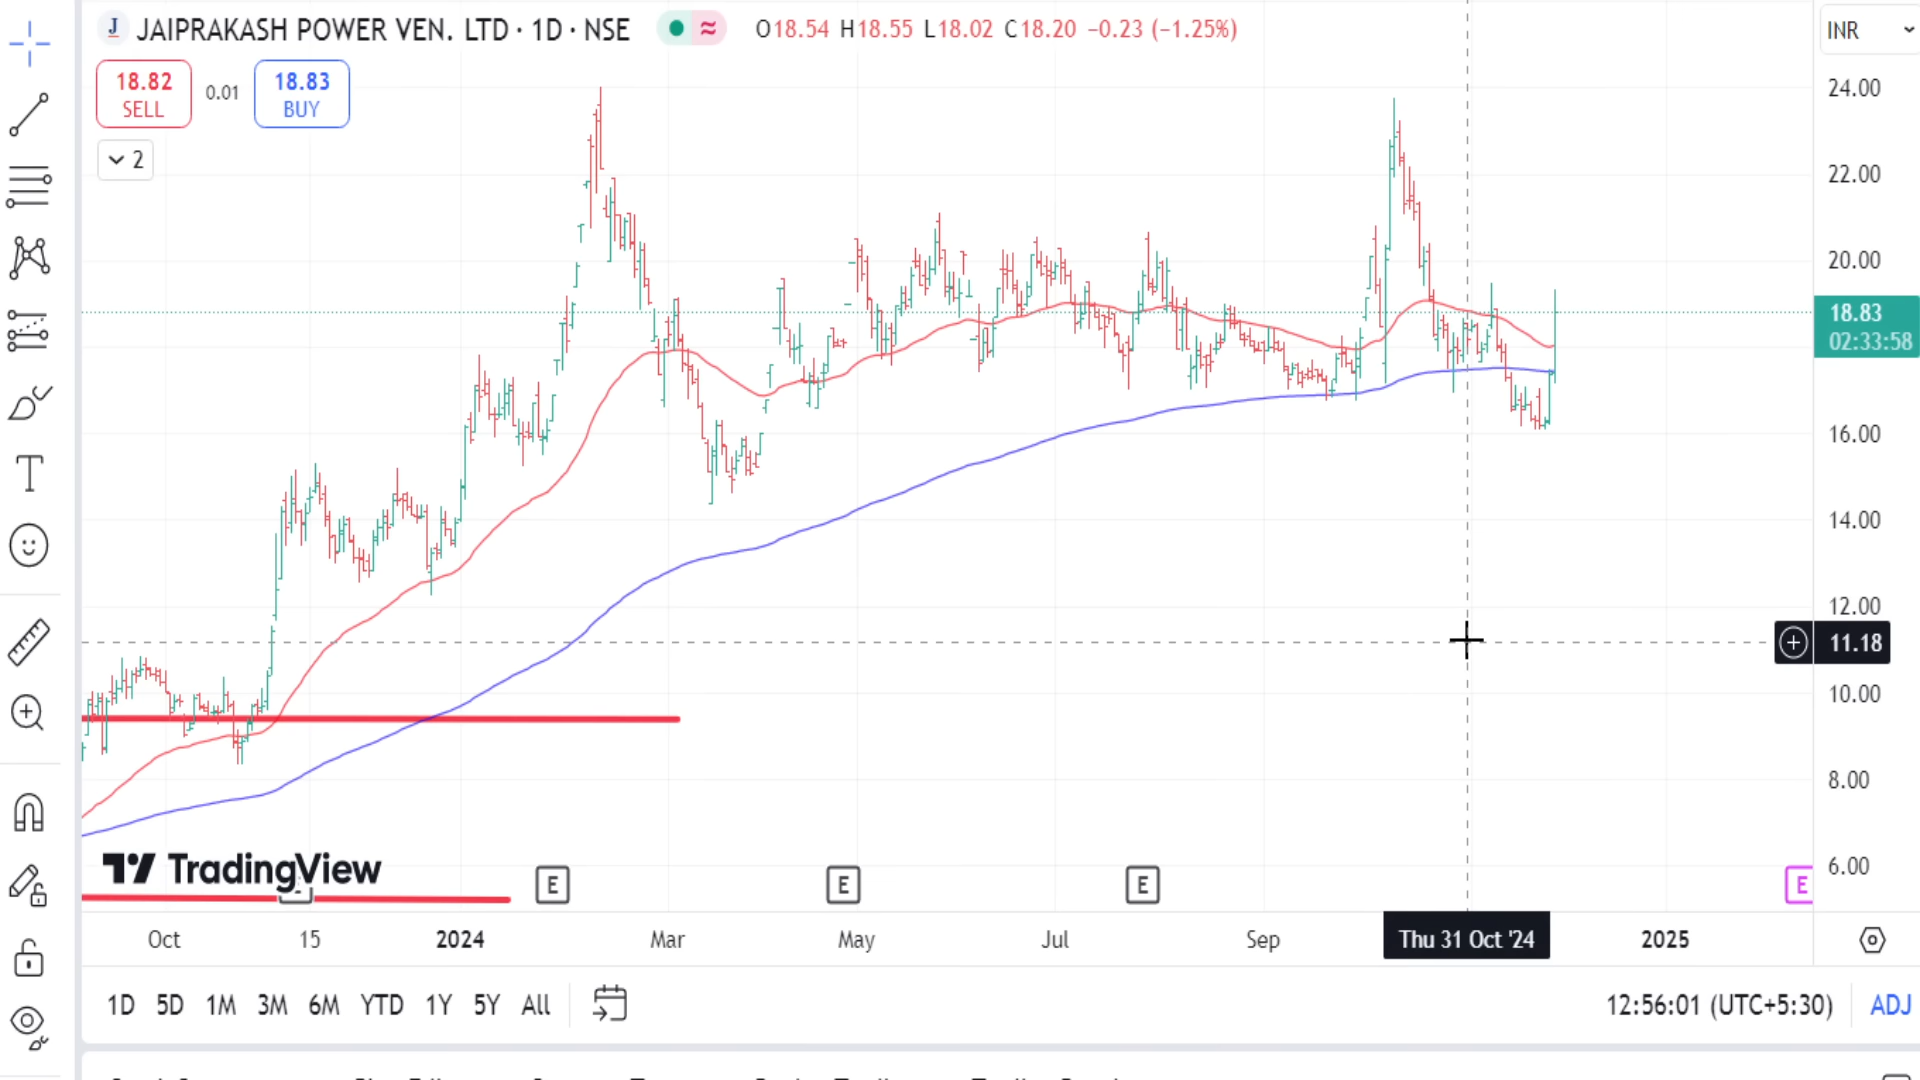 JAIPRAKASH POWER VEN. LTD · 1D · NSE
O18.54 H18.55 L18.02 C18.20 −0.23 (−1.25%)
INR
18.82
SELL
0.01
18.83
BUY
2
24.00
22.00
20.00
18.83
02:33:58
16.00
14.00
12.00
11.18
10.00
8.00
6.00
TradingView
E
E
E
E
Oct
15
2024
Mar
May
Jul
Sep
Thu 31 Oct '24
2025
1D 5D 1M 3M 6M YTD 1Y 5Y All
12:56:01 (UTC+5:30)
ADJ